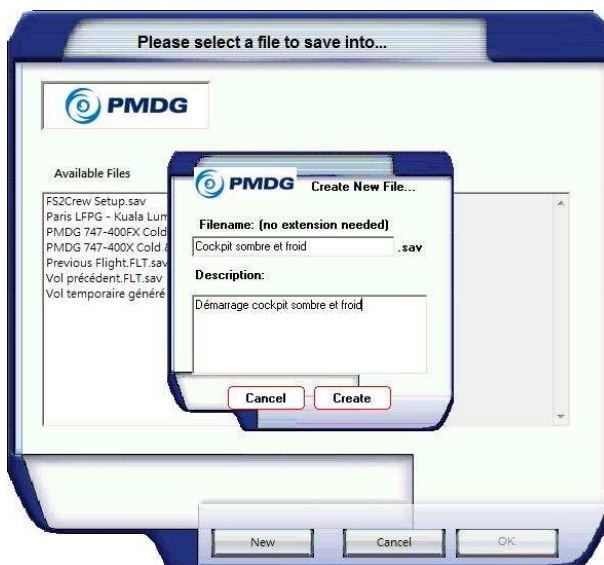 Please select a file to save into...
PMDG
Available Files
FS2Crew Setup.sav
Paris LFPG - Kuala Lum
PMDG 747-400FX Cold
PMDG 747-400X Cold &
Previous Flight.FLT.sav
Vol précédent.FLT.sav
Vol temporaire généré
PMDG Create New File...
Filename: (no extension needed)
Cockpit sombre et froid .sav
Description:
Démarrage cockpit sombre et froid
Cancel Create
New Cancel OK